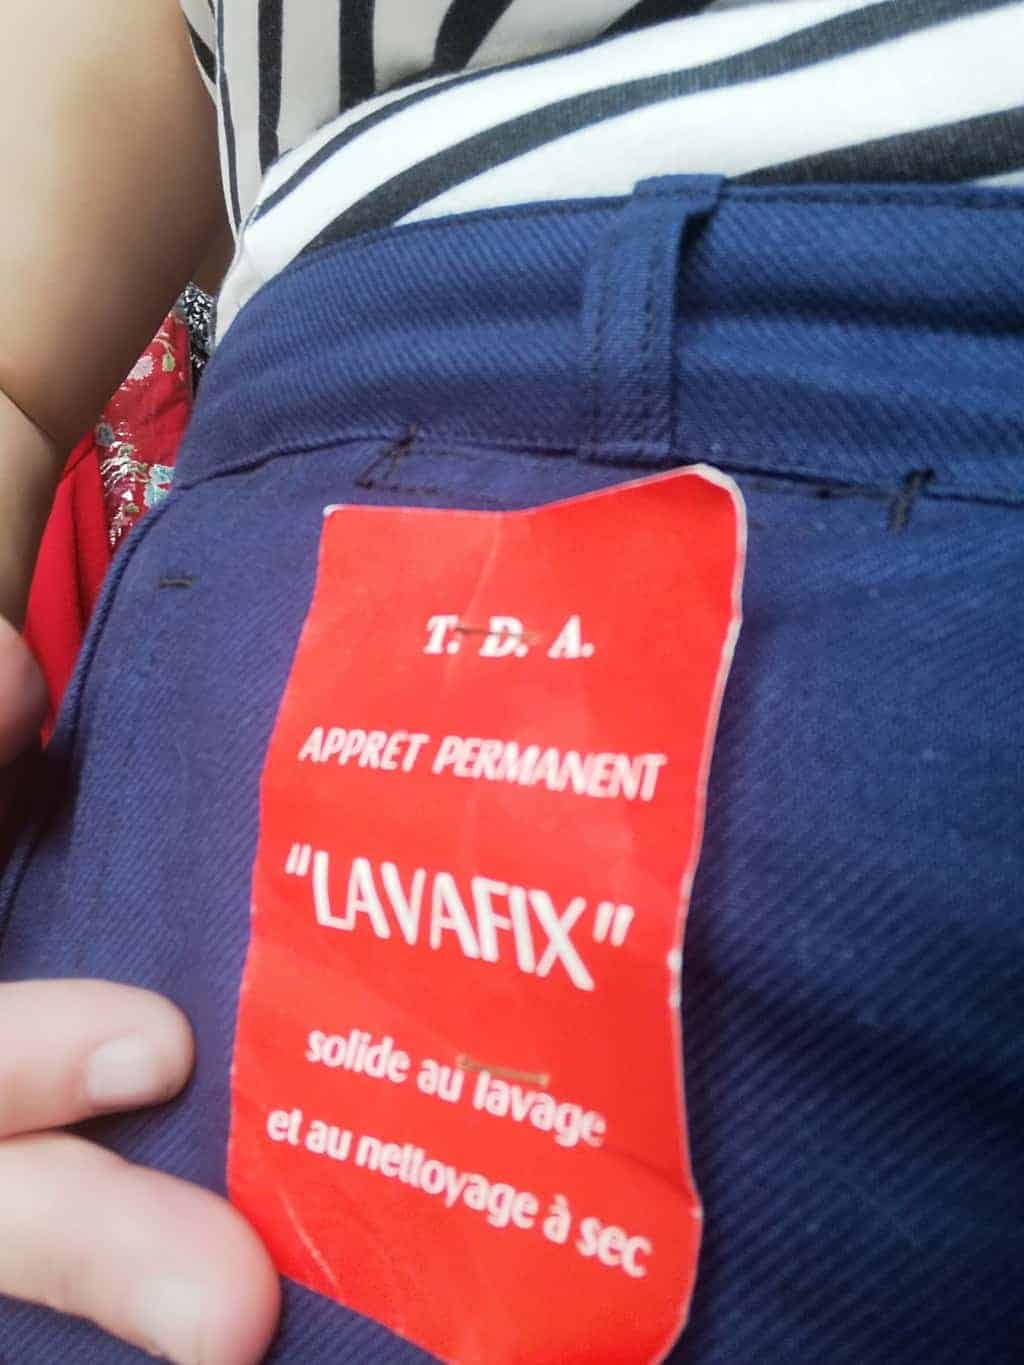 T. D. A.
APPRET PERMANENT
"LAVAFIX"
solide au lavage
et au nettoyage à sec